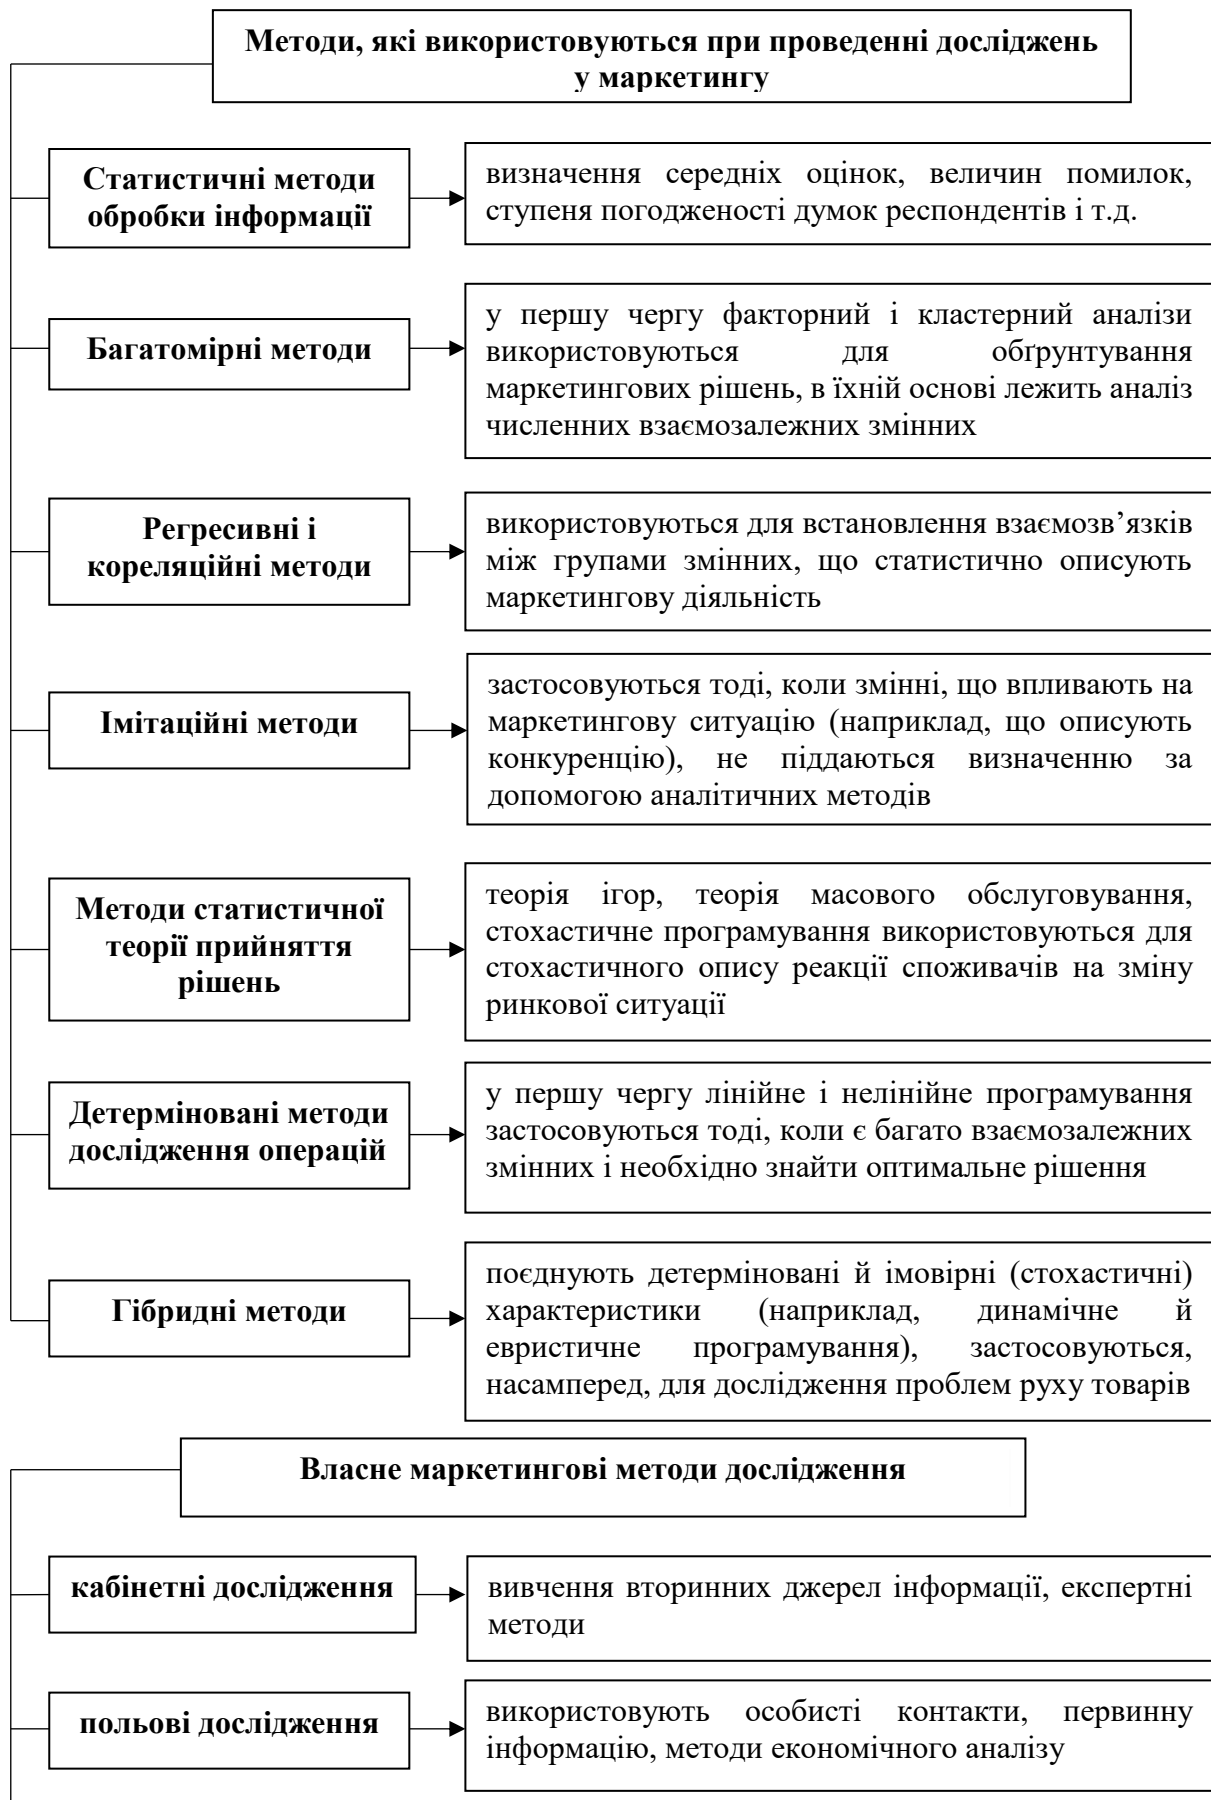 Методи, які використовуються при проведенні досліджень
у маркетингу
Статистичні методи
обробки інформації
визначення середніх оцінок, величин помилок,
ступеня погодженості думок респондентів і т.д.
Багатомірні методи
у першу чергу факторний і кластерний аналізи
використовуються для обґрунтування
маркетингових рішень, в їхній основі лежить аналіз
численних взаємозалежних змінних
Регресивні і
кореляційні методи
використовуються для встановлення взаємозв’язків
між групами змінних, що статистично описують
маркетингову діяльність
Імітаційні методи
застосовуються тоді, коли змінні, що впливають на
маркетингову ситуацію (наприклад, що описують
конкуренцію), не піддаються визначенню за
допомогою аналітичних методів
Методи статистичної
теорії прийняття
рішень
теорія ігор, теорія масового обслуговування,
стохастичне програмування використовуються для
стохастичного опису реакції споживачів на зміну
ринкової ситуації
Детерміновані методи
дослідження операцій
у першу чергу лінійне і нелінійне програмування
застосовуються тоді, коли є багато взаємозалежних
змінних і необхідно знайти оптимальне рішення
Гібридні методи
поєднують детерміновані й імовірні (стохастичні)
характеристики (наприклад, динамічне й
евристичне програмування), застосовуються,
насамперед, для дослідження проблем руху товарів
Власне маркетингові методи дослідження
кабінетні дослідження
вивчення вторинних джерел інформації, експертні
методи
польові дослідження
використовують особисті контакти, первинну
інформацію, методи економічного аналізу